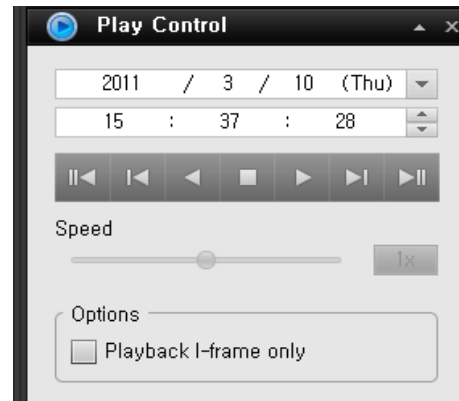 Play Control
2011 / 3 / 10 (Thu)
15 : 37 : 28
Speed
1x
Options
Playback I-frame only